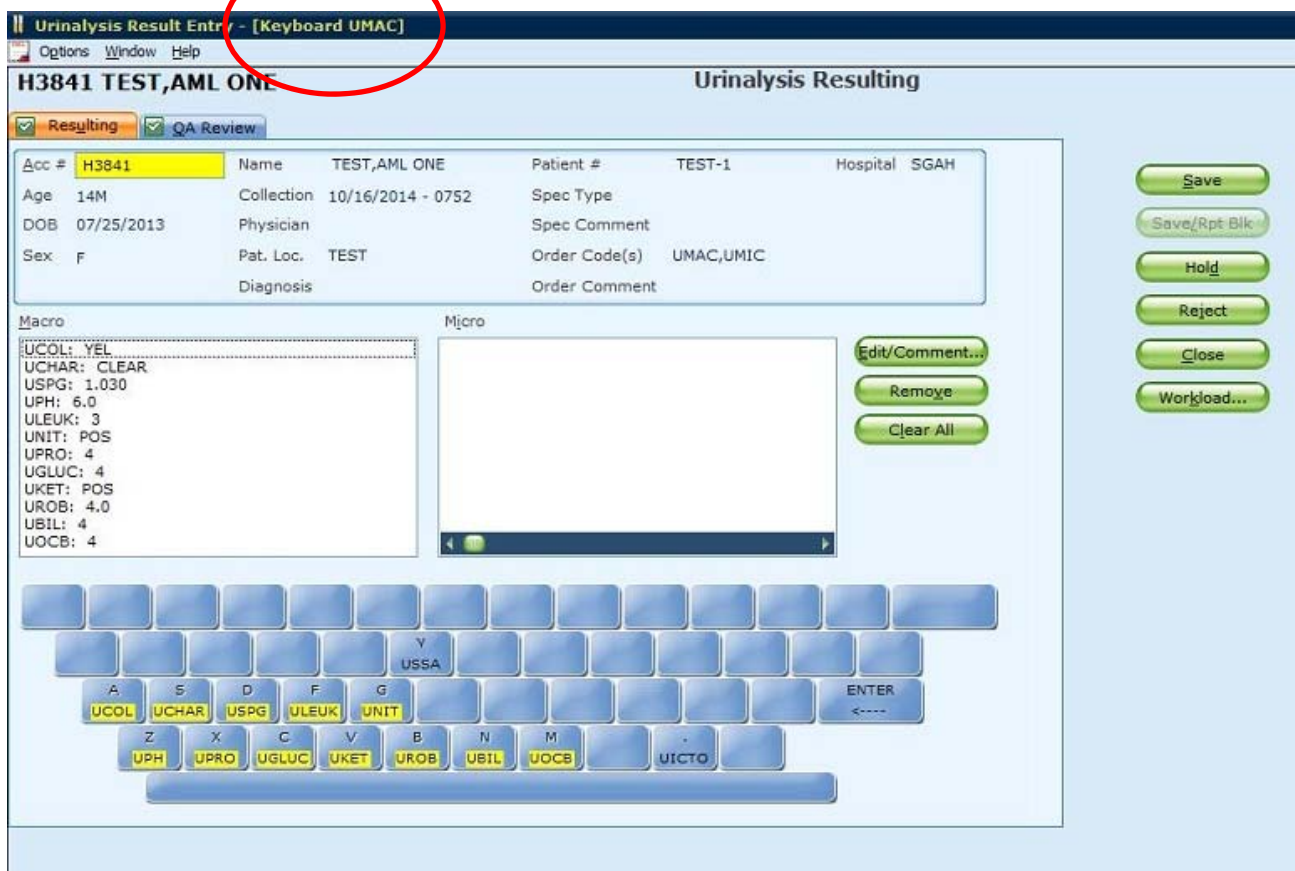 Urinalysis Result Entry - [Keyboard UMAC]
Options Window Help
H3841 TEST,AML ONE Urinalysis Resulting
Resulting QA Review
Acc # H3841 Name TEST,AML ONE Patient # TEST-1 Hospital SGAH
Age 14M Collection 10/16/2014 - 0752 Spec Type
DOB 07/25/2013 Physician Spec Comment
Sex F Pat. Loc. TEST Order Code(s) UMAC,UMIC
Diagnosis Order Comment
Save
Save/Rpt Blk
Hold
Reject
Close
Workload...
Macro Micro
UCOL: YEL
UCHAR: CLEAR
USPG: 1.030
UPH: 6.0
ULEUK: 3
UNIT: POS
UPRO: 4
UGLUC: 4
UKET: POS
UROB: 4.0
UBIL: 4
UOCB: 4
Edit/Comment...
Remove
Clear All
Y
USSA
A S D F G ENTER
UCOL UCHAR USPG ULEUK UNIT <----
Z X C V B N M .
UPH UPRO UGLUC UKET UROB UBIL UOCB UICTO